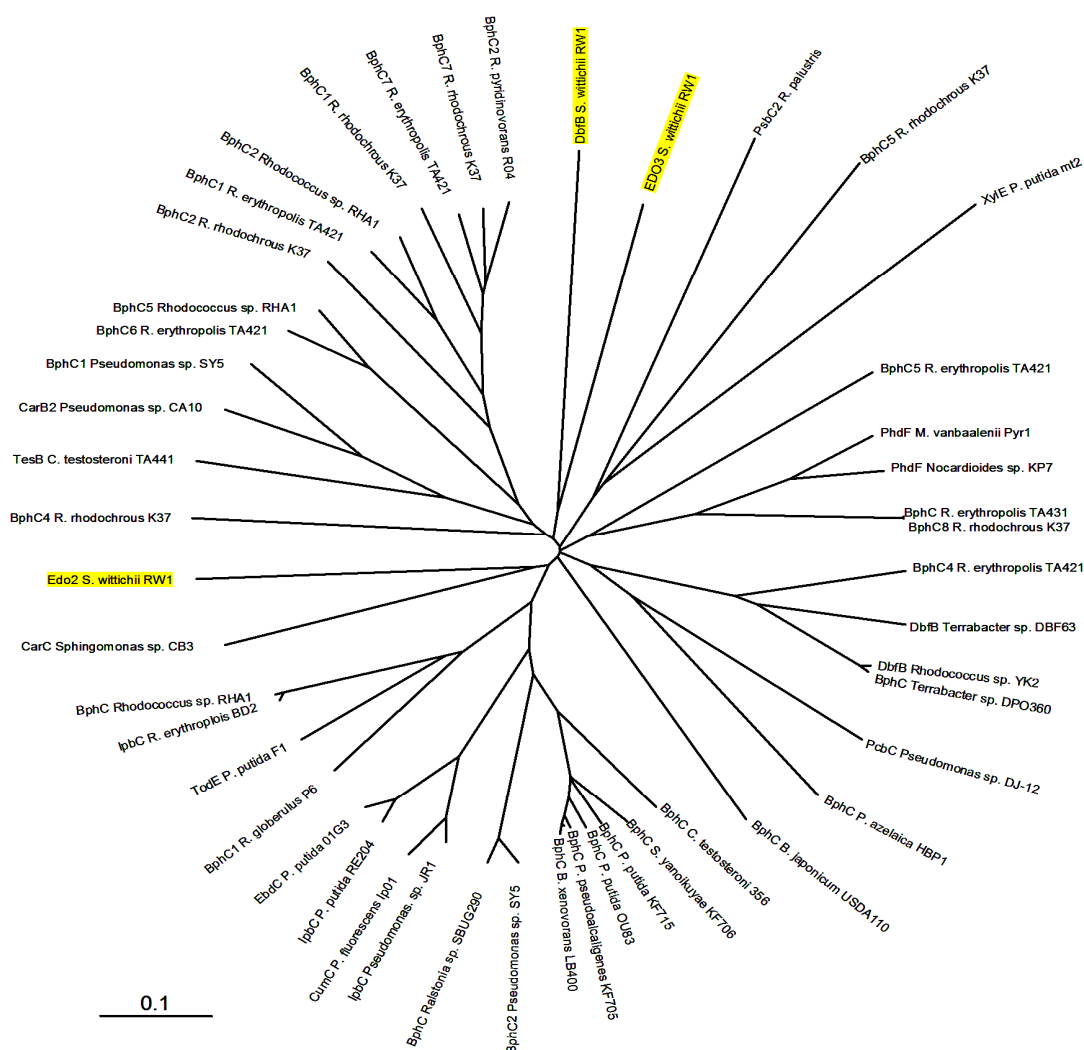 DbfB S. wittichii RW1
EDO3 S. wittichii RW1
PsbC2 R. palustris
BphC5 R. rhodochrous K37
XylE P. putida mt2
BphC5 R. erythropolis TA421
PhdF M. vanbaalenii Pyr1
PhdF Nocardioides sp. KP7
BphC R. erythropolis TA431
BphC8 R. rhodochrous K37
BphC4 R. erythropolis TA421
DbfB Terrabacter sp. DBF63
DbfB Rhodococcus sp. YK2
BphC Terrabacter sp. DPO360
PcbC Pseudomonas sp. DJ-12
BphC P. azelaica HBP1
BphC B. japonicum USDA110
BphC C. testosteroni 356
BphC S. yanoikuyae KF706
BphC P. putida KF715
BphC P. putida OU83
BphC P. pseudoalcaligenes KF705
BphC B. xenovorans LB400
BphC2 Pseudomonas sp. SY5
BphC Ralstonia sp. SBUG290
IpbC Pseudomonas. sp. JR1
CumC P. fluorescens Ip01
IpbC P. putida RE204
EbdC P. putida 01G3
BphC1 R. globerulus P6
TodE P. putida F1
IpbC R. erythroplois BD2
BphC Rhodococcus sp. RHA1
CarC Sphingomonas sp. CB3
Edo2 S. wittichii RW1
BphC4 R. rhodochrous K37
TesB C. testosteroni TA441
CarB2 Pseudomonas sp. CA10
BphC1 Pseudomonas sp. SY5
BphC6 R. erythropolis TA421
BphC5 Rhodococcus sp. RHA1
BphC2 R. rhodochrous K37
BphC1 R. erythropolis TA421
BphC2 Rhodococcus sp. RHA1
BphC1 R. rhodochrous K37
BphC7 R. erythropolis TA421
BphC7 R. rhodochrous K37
BphC2 R. pyridinovorans R04
0.1